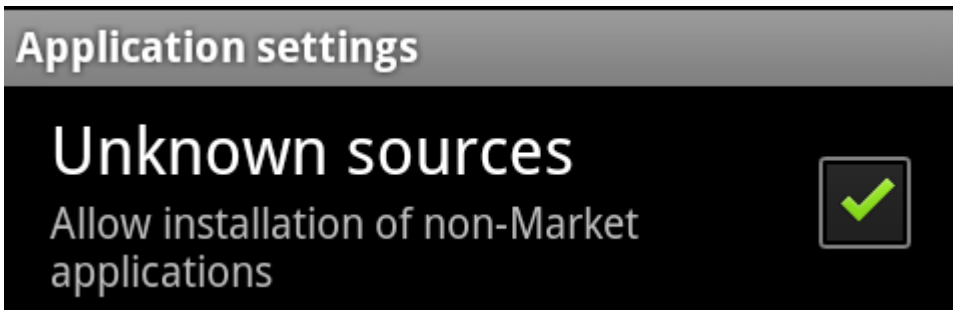 Application settings
Unknown sources
Allow installation of non-Market
applications